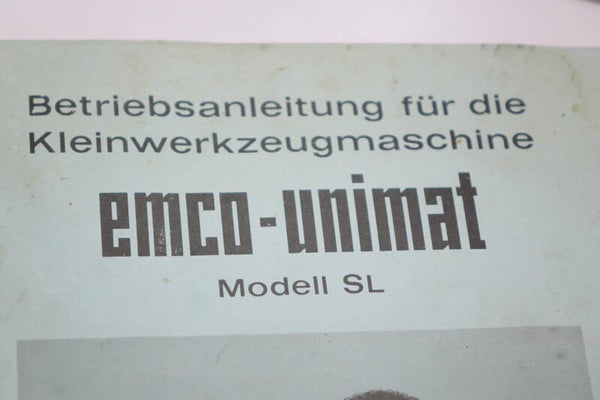 Betriebsanleitung für die
Kleinwerkzeugmaschine
emco-unimat
Modell SL